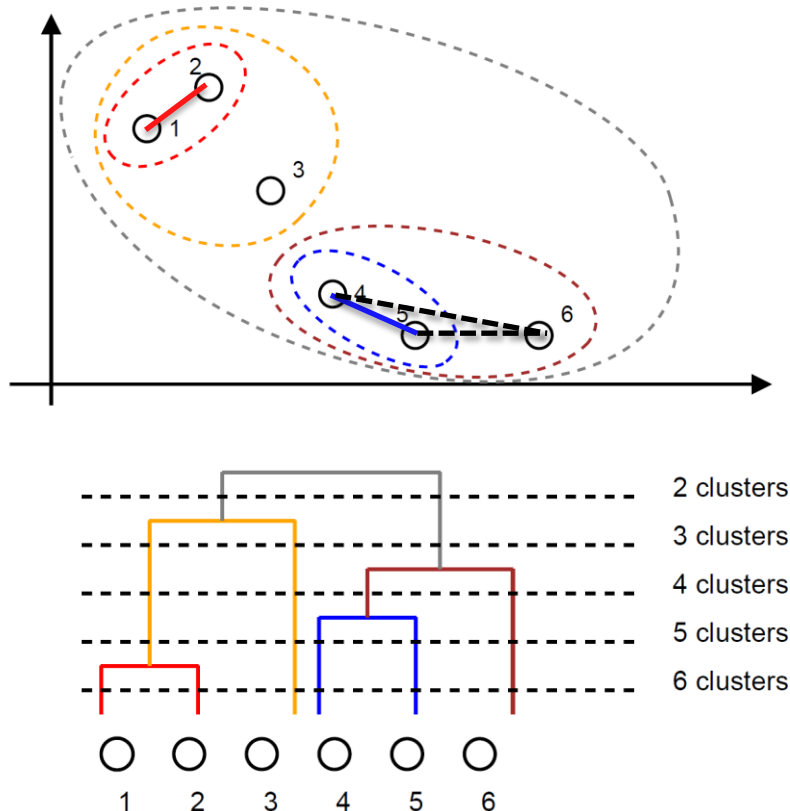 2
1
3
4
5
6
2 clusters
3 clusters
4 clusters
5 clusters
6 clusters
1 2 3 4 5 6